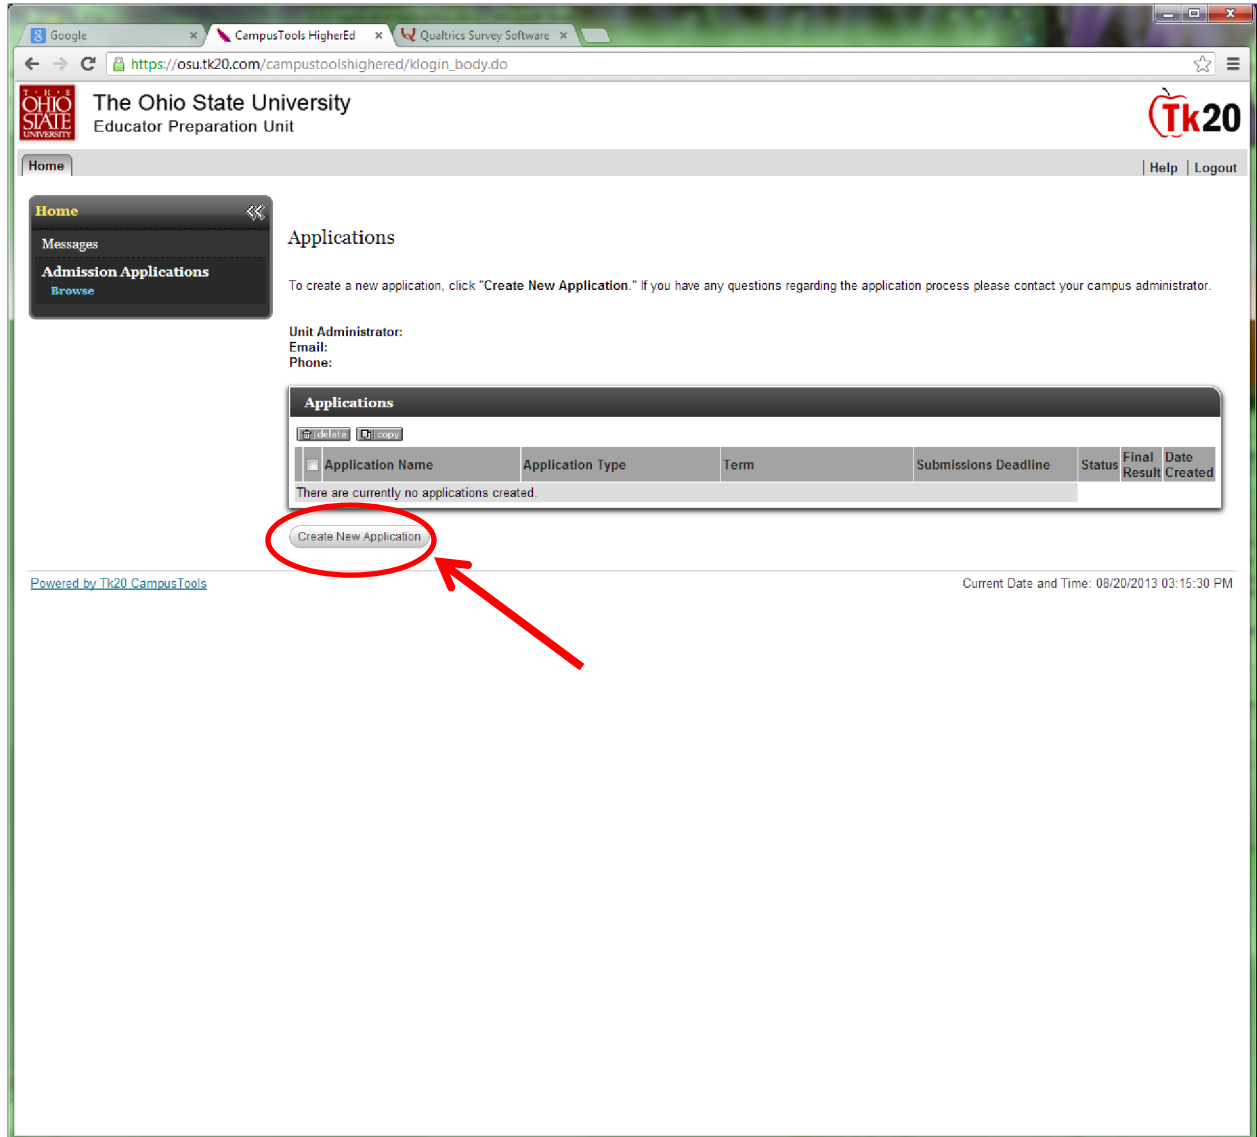 Google
CampusTools HigherEd
Qualtrics Survey Software
https://osu.tk20.com/campustoolshighered/klogin_body.do
T · H · E
OHIO
STATE
UNIVERSITY
The Ohio State University
Educator Preparation Unit
Tk20
Home
Help
Logout
Home
Messages
Admission Applications
Browse
Applications
To create a new application, click "Create New Application." If you have any questions regarding the application process please contact your campus administrator.
Unit Administrator:
Email:
Phone:
Applications
delete
copy
Application Name
Application Type
Term
Submissions Deadline
Status
Final Result
Date Created
There are currently no applications created.
Create New Application
Powered by Tk20 CampusTools
Current Date and Time: 08/20/2013 03:15:30 PM